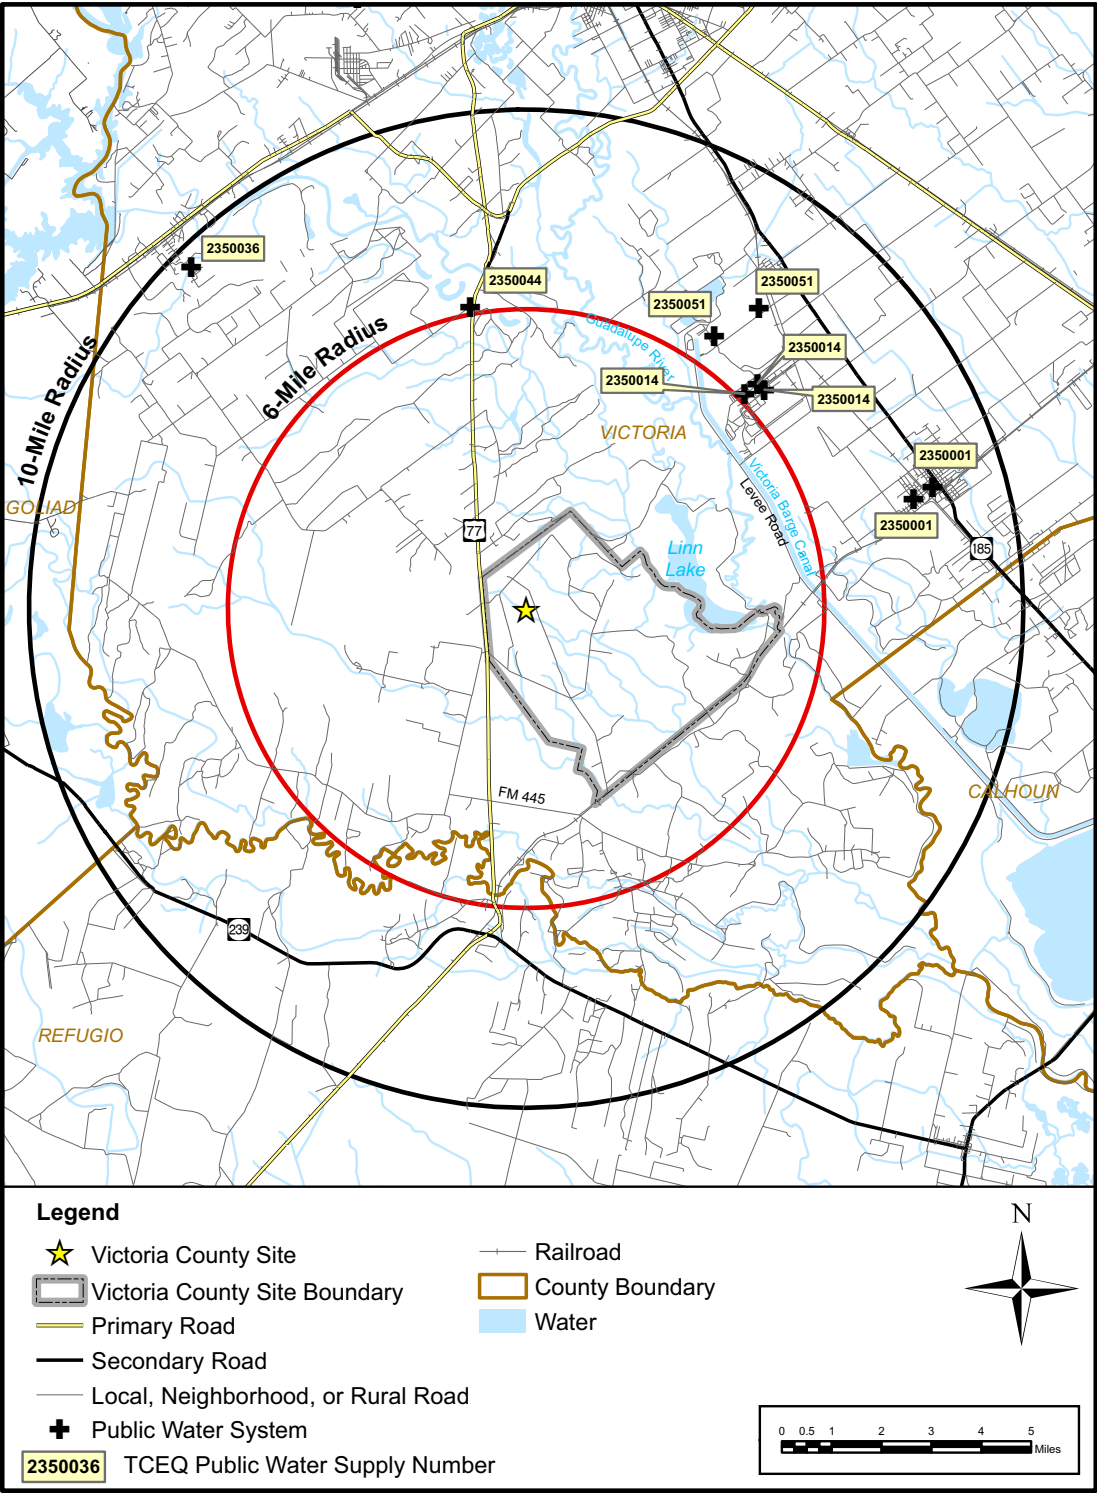 2350036
2350044
2350051
2350051
Guadalupe River
2350014
2350014
2350014
6-Mile Radius
10-Mile Radius
VICTORIA
2350001
2350001
GOLIAD
77
Victoria Barge Canal
Levee Road
185
Linn
Lake
FM 445
CALHOUN
239
REFUGIO
Legend
Victoria County Site
Victoria County Site Boundary
Primary Road
Secondary Road
Local, Neighborhood, or Rural Road
Public Water System
2350036 TCEQ Public Water Supply Number
Railroad
County Boundary
Water
N
0 0.5 1 2 3 4 5
Miles